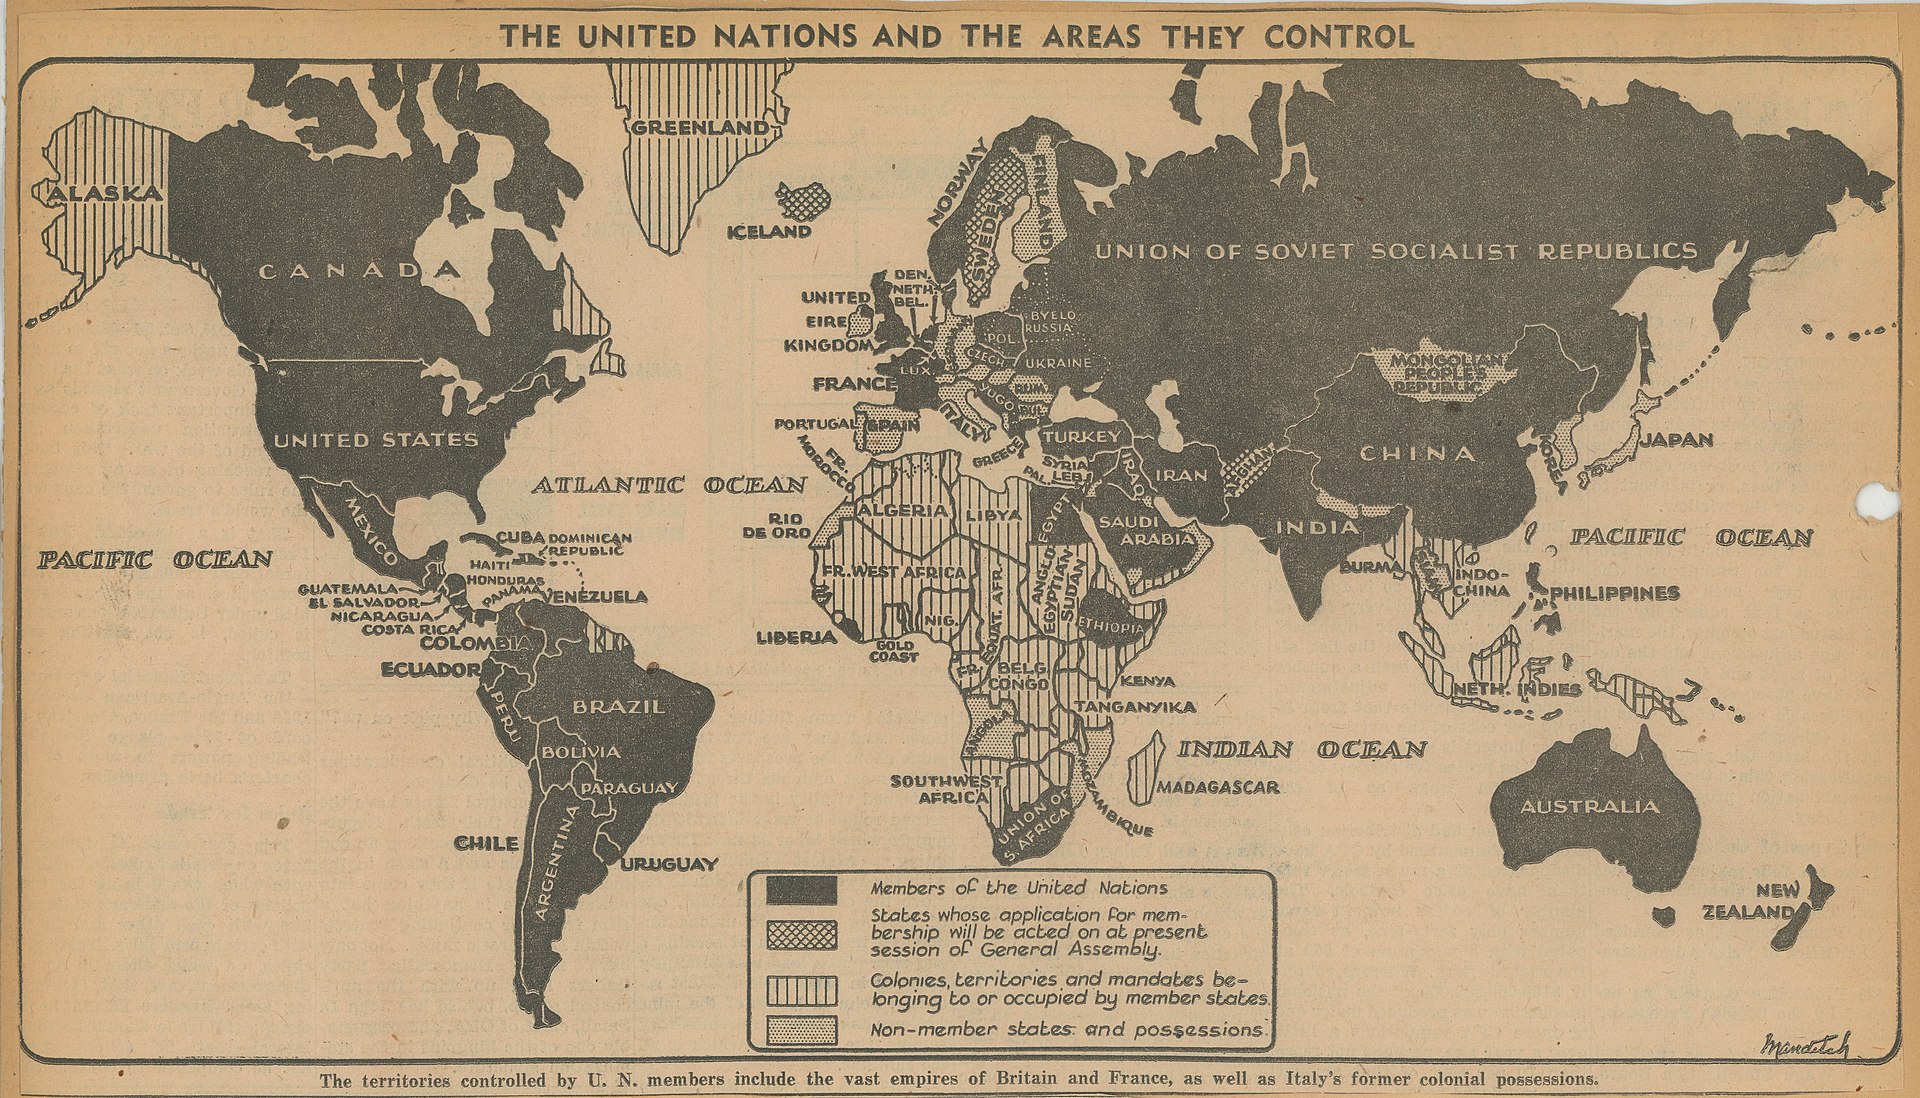 THE UNITED NATIONS AND THE AREAS THEY CONTROL
GREENLAND
ALASKA
ICELAND
CANADA
NORWAY
SWEDEN
FINLAND
UNION OF SOVIET SOCIALIST REPUBLICS
DEN.
NETH.
BEL.
UNITED
KINGDOM
EIRE
BYELO
RUSSIA
POL.
CZECH.
UKRAINE
LUX.
FRANCE
RUM.
YUGO.
BUL.
ITALY
PORTUGAL
SPAIN
GREECE
TURKEY
SYRIA
LEB.
PAL.
IRAQ
IRAN
AFGHAN.
MONGOLIAN
PEOPLE'S
REPUBLIC
CHINA
KOREA
JAPAN
UNITED STATES
ATLANTIC OCEAN
FR.
MOROCCO
RIO
DE ORO
ALGERIA
LIBYA
EGYPT
SAUDI
ARABIA
INDIA
PACIFIC OCEAN
PACIFIC OCEAN
MEXICO
CUBA
DOMINICAN
REPUBLIC
HAITI
HONDURAS
GUATEMALA
EL SALVADOR
NICARAGUA
COSTA RICA
PANAMA
VENEZUELA
COLOMBIA
ECUADOR
FR. WEST AFRICA
EQUAT. AFR.
FR.
ANGLO
EGYPTIAN
SUDAN
NIG.
ETHIOPIA
LIBERIA
GOLD
COAST
BURMA
SIAM
INDO-
CHINA
PHILIPPINES
BELG.
CONGO
KENYA
TANGANYIKA
NETH. INDIES
PERU
BRAZIL
BOLIVIA
PARAGUAY
ANGOLA
INDIAN OCEAN
MADAGASCAR
MOZAMBIQUE
SOUTHWEST
AFRICA
UNION OF
S. AFRICA
AUSTRALIA
CHILE
ARGENTINA
URUGUAY
NEW
ZEALAND
Members of the United Nations
States whose application for mem-
bership will be acted on at present
session of General Assembly.
Colonies, territories and mandates be-
longing to or occupied by member states.
Non-member states and possessions.
The territories controlled by U. N. members include the vast empires of Britain and France, as well as Italy's former colonial possessions.